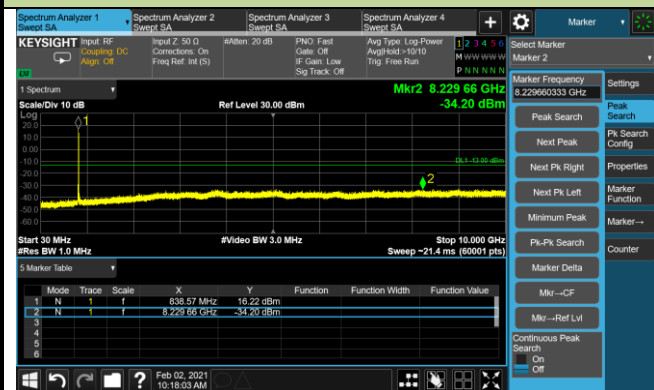 Spectrum Analyzer 1
Swept SA
Spectrum Analyzer 2
Swept SA
Spectrum Analyzer 3
Swept SA
Spectrum Analyzer 4
Swept SA
+
Marker
KEYSIGHT
Input: RF
Coupling: DC
Align: Off
Input Z: 50 Ω
Corrections: On
Freq Ref: Int (S)
#Atten: 20 dB
PNO: Fast
Gate: Off
IF Gain: Low
Sig Track: Off
Avg Type: Log-Power
Avg|Hold:>10/10
Trig: Free Run
1 2 3 4 5 6
M W W W W W
P N N N N N
Select Marker
Marker 2
1 Spectrum
Mkr2 8.229 66 GHz
Scale/Div 10 dB
Ref Level 30.00 dBm
-34.20 dBm
Log
20.0
10.0
0.00
-10.0
-20.0
-30.0
-40.0
-50.0
-60.0
1
2
DL1 -13.00 dBm
Start 30 MHz
#Video BW 3.0 MHz
Stop 10.000 GHz
#Res BW 1.0 MHz
Sweep ~21.4 ms (60001 pts)
5 Marker Table
Mode Trace Scale X Y Function Function Width Function Value
1 N 1 f 838.57 MHz 16.22 dBm
2 N 1 f 8.229 66 GHz -34.20 dBm
3
4
5
6
Marker Frequency
8.229660333 GHz
Peak Search
Next Peak
Next Pk Right
Next Pk Left
Minimum Peak
Pk-Pk Search
Marker Delta
Mkr→CF
Mkr→Ref Lvl
Continuous Peak
Search
On
Off
Settings
Peak
Search
Pk Search
Config
Properties
Marker
Function
Marker→
Counter
?
Feb 02, 2021
10:18:03 AM